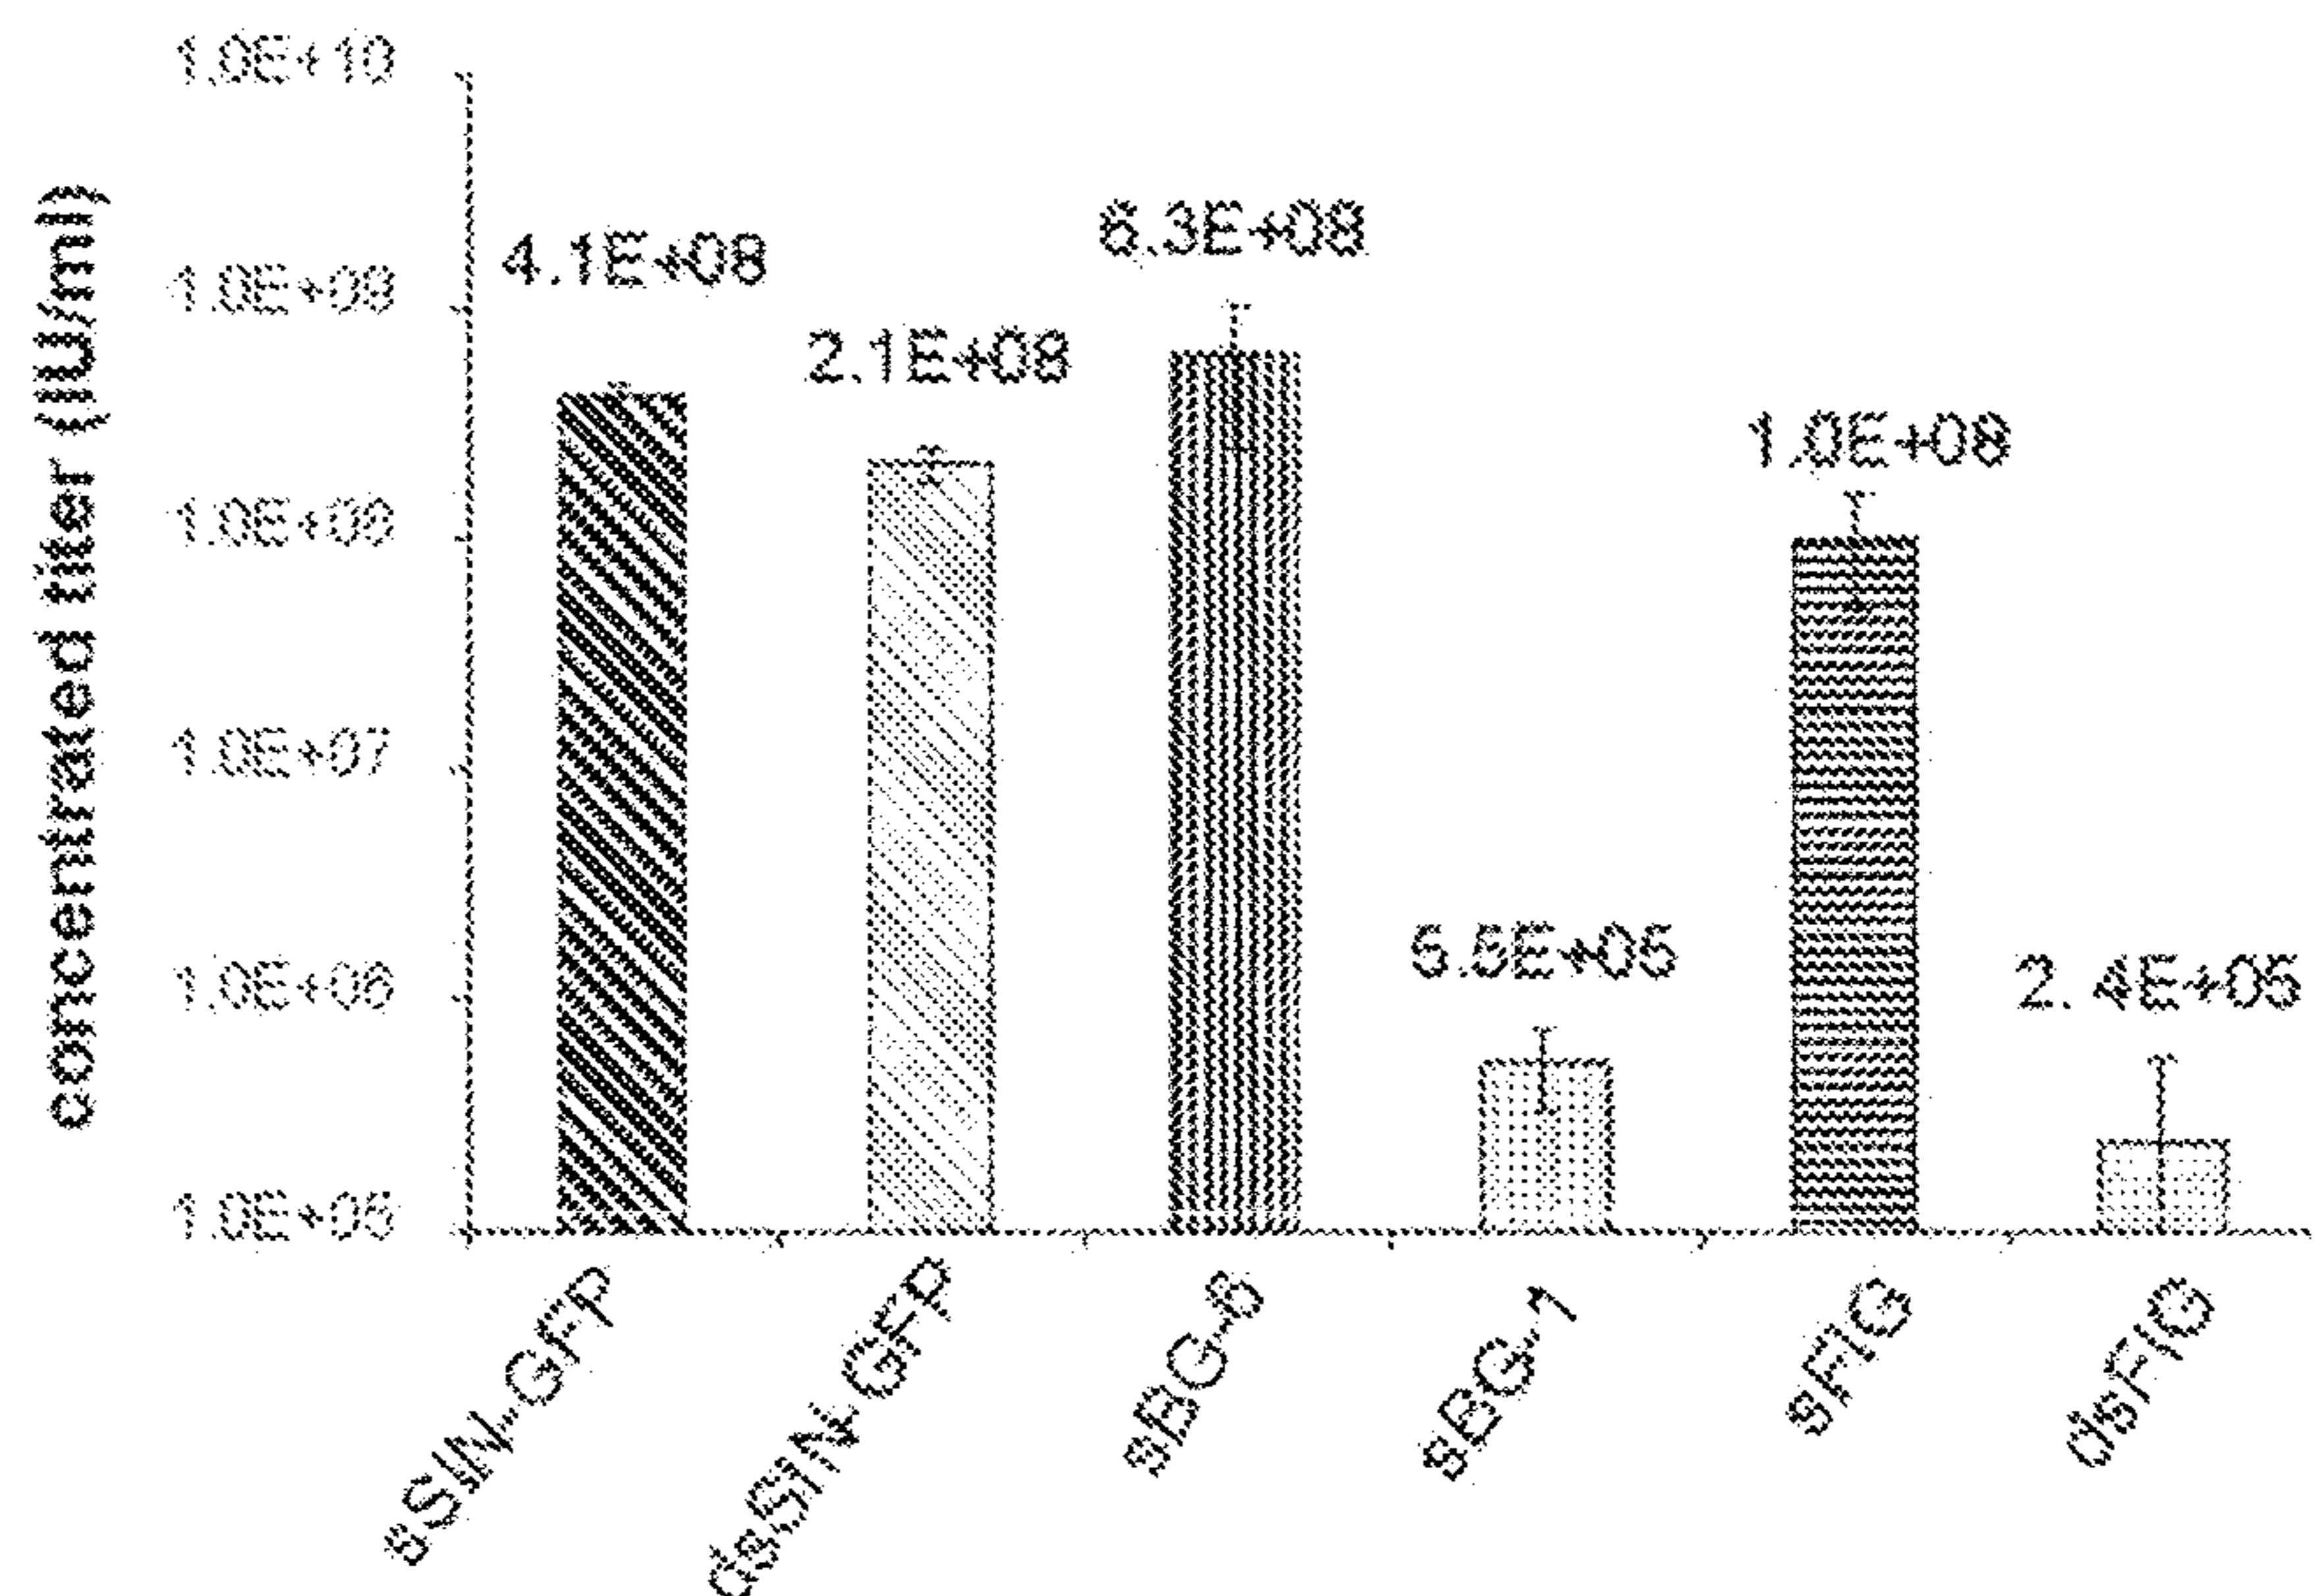 concentrated titer (IU/ml)
1.0E+10
1.0E+09
1.0E+08
1.0E+07
1.0E+06
1.0E+05
4.1E+08
2.1E+08
6.3E+08
5.5E+05
1.0E+08
2.4E+05
sSIN-GFP
dsSIN-GFP
sBG-6
sBG-1
sFIG
dsFIG